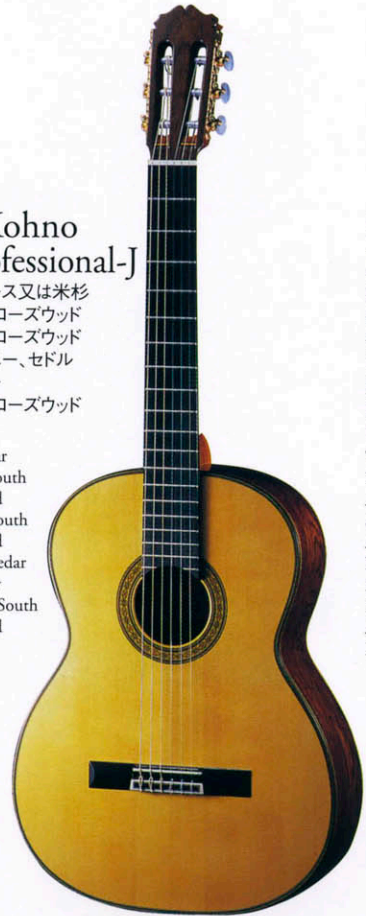 Kohno
fessional-J
ス又は米杉
ローズウッド
ローズウッド
ー、セドル
ローズウッド
ar
outh
d
outh
d
edar
South
d